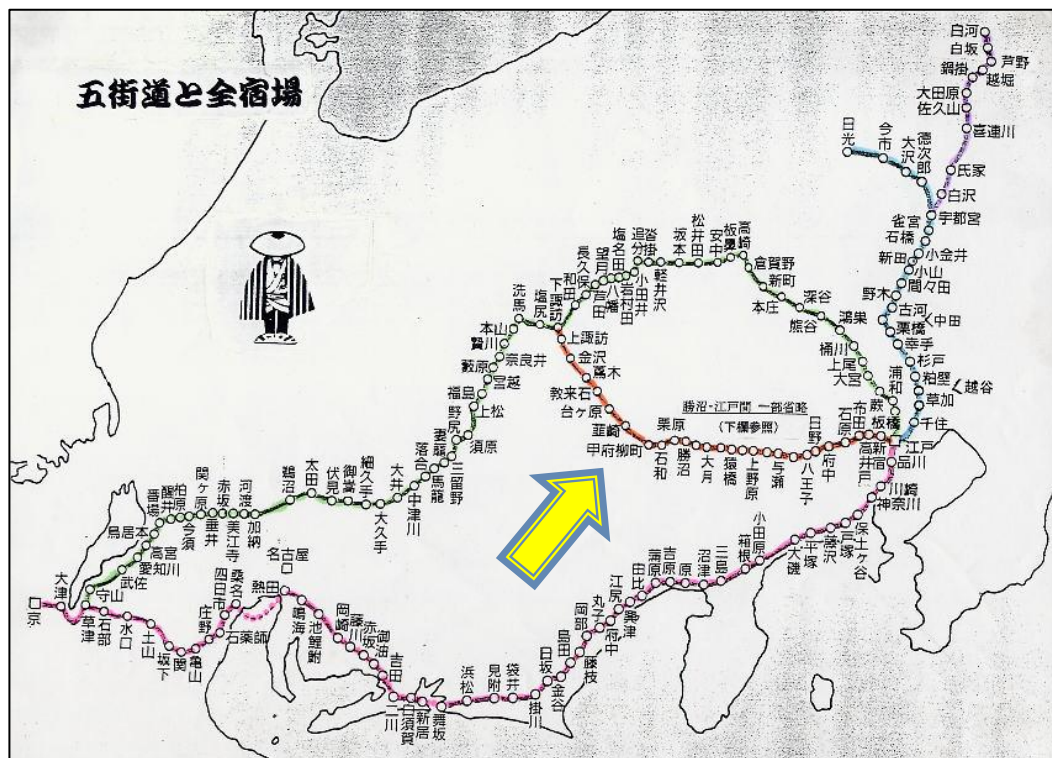 五街道と全宿場
白河
白坂
芦野
越堀
鍋掛
大田原
佐久山
喜連川
氏家
白沢
日光
今市
大沢
徳次郎
宇都宮
雀宮
石橋
小金井
新田
小山
間々田
野木
古河
中田
栗橋
幸手
杉戸
粕壁
越谷
草加
千住
江戸
板橋
蕨
浦和
大宮
上尾
桶川
鴻巣
熊谷
深谷
本庄
新町
倉賀野
高崎
板鼻
安中
松井田
坂本
軽井沢
沓掛
追分
小田井
岩村田
塩名田
八幡
望月
芦田
長久保
和田
下諏訪
塩尻
洗馬
本山
贄川
奈良井
藪原
宮越
福島
上松
須原
野尻
三留野
妻籠
馬籠
落合
中津川
大井
大久手
細久手
御嵩
伏見
太田
鵜沼
加納
河渡
美江寺
赤坂
垂井
関ヶ原
今須
柏原
醒井
番場
鳥居本
高宮
愛知川
武佐
守山
上諏訪
金沢
蔦木
教来石
台ヶ原
韮崎
甲府柳町
石和
栗原
勝沼
勝沼-江戸間 一部省略
(下欄参照)
大月
猿橋
上野原
与瀬
八王子
日野
府中
石原
布田
高井戸
新宿
品川
川崎
神奈川
保土ヶ谷
戸塚
藤沢
平塚
大磯
小田原
箱根
三島
沼津
原
吉原
蒲原
由比
興津
江尻
府中
丸子
岡部
藤枝
島田
金谷
日坂
掛川
袋井
見附
浜松
舞坂
新居
白須賀
二川
吉田
御油
赤坂
藤川
岡崎
池鯉鮒
鳴海
名古屋
熱田
桑名
四日市
石薬師
庄野
亀山
関
坂下
土山
水口
石部
草津
大津
京